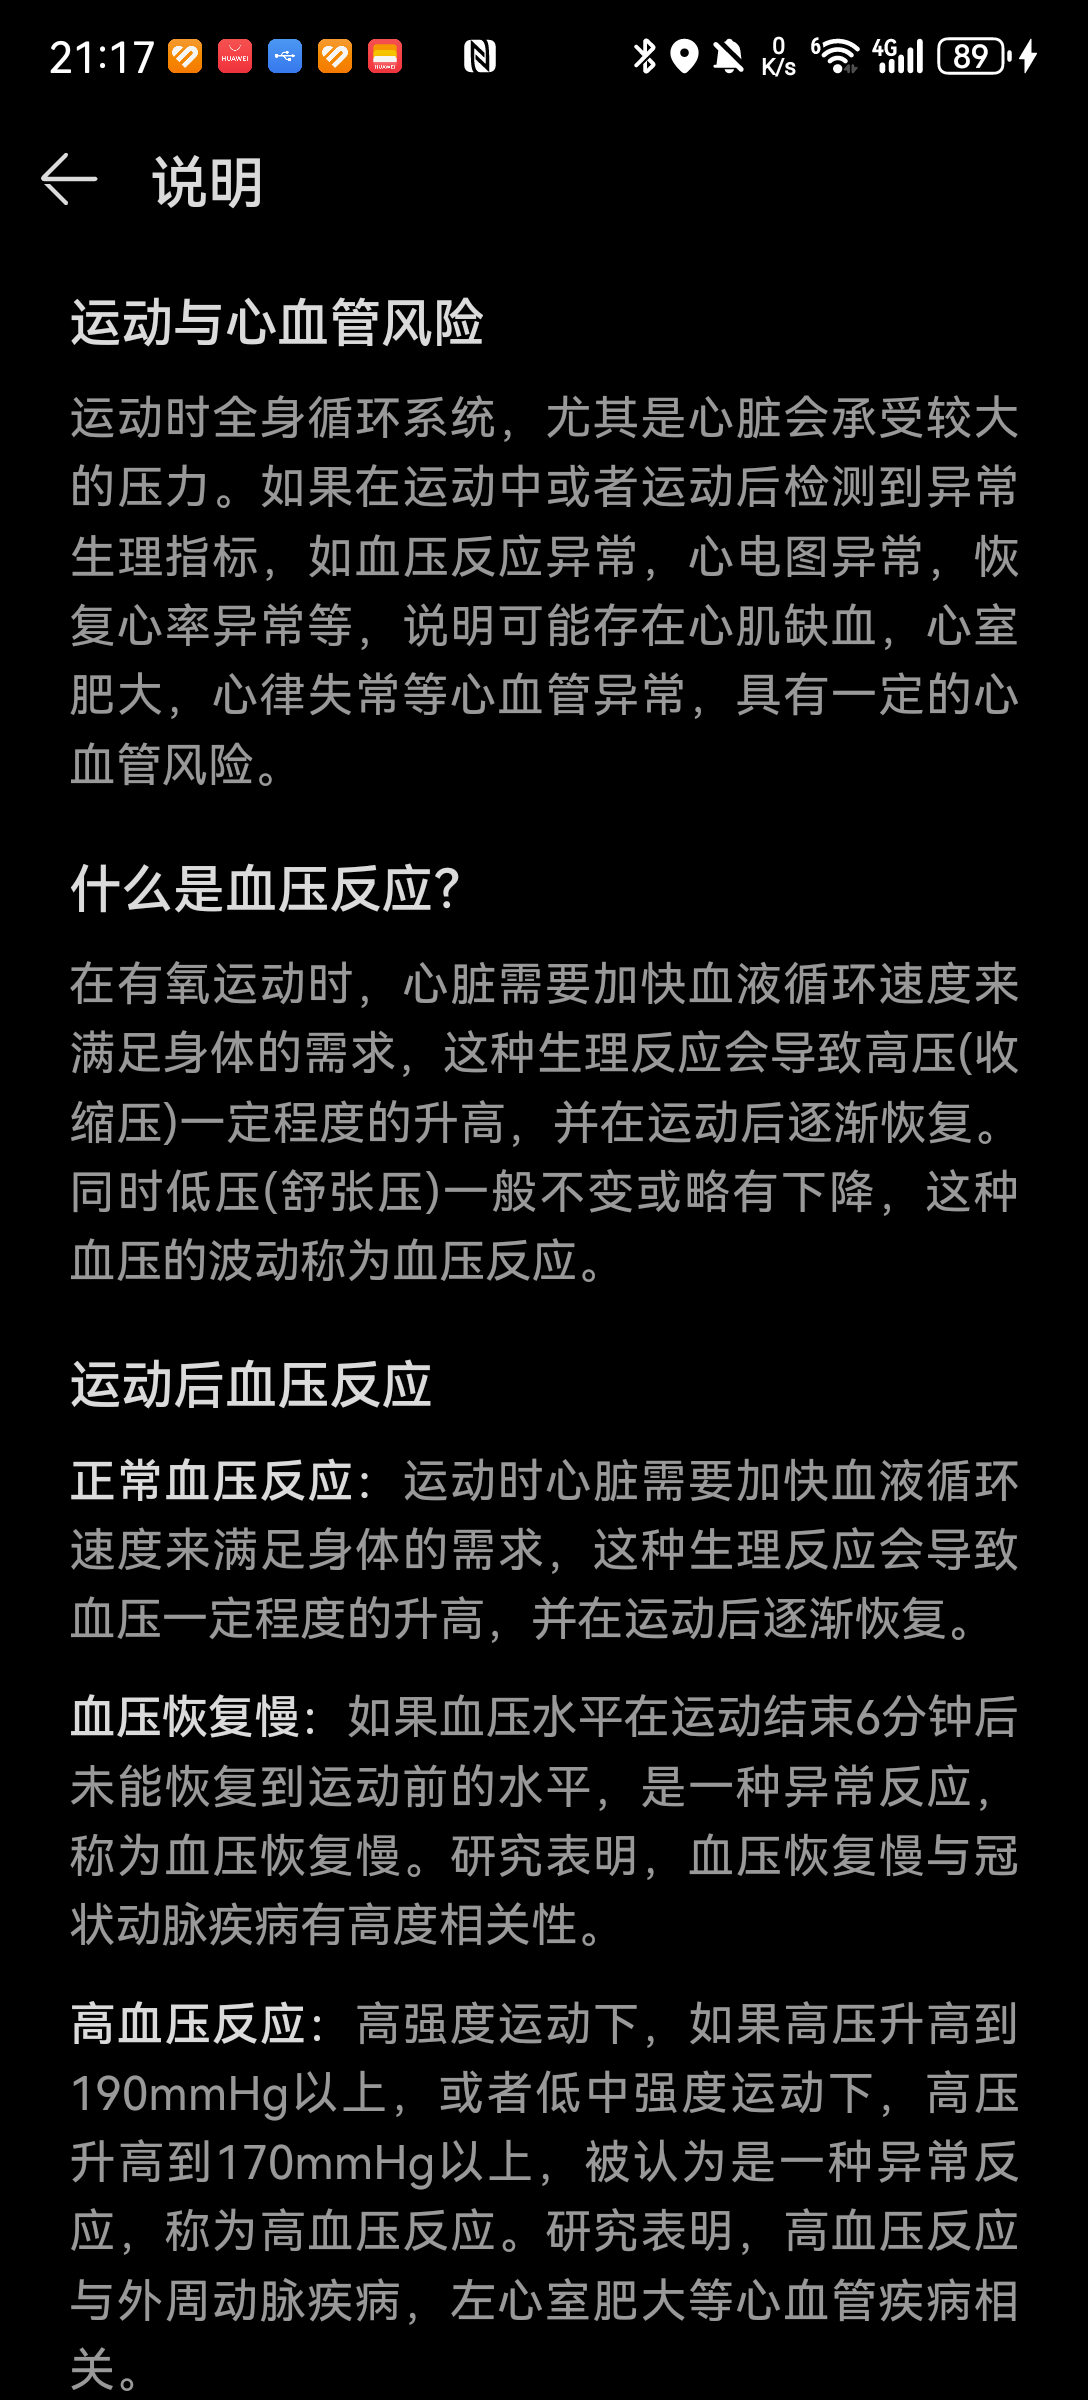 21:17
HUAWEI
HUAWEI
0
K/s
6
4G
89
说明
运动与心血管风险
运动时全身循环系统，尤其是心脏会承受较大
的压力。如果在运动中或者运动后检测到异常
生理指标，如血压反应异常，心电图异常，恢
复心率异常等，说明可能存在心肌缺血，心室
肥大，心律失常等心血管异常，具有一定的心
血管风险。
什么是血压反应?
在有氧运动时，心脏需要加快血液循环速度来
满足身体的需求，这种生理反应会导致高压(收
缩压)一定程度的升高，并在运动后逐渐恢复。
同时低压(舒张压)一般不变或略有下降，这种
血压的波动称为血压反应。
运动后血压反应
正常血压反应：运动时心脏需要加快血液循环
速度来满足身体的需求，这种生理反应会导致
血压一定程度的升高，并在运动后逐渐恢复。
血压恢复慢：如果血压水平在运动结束6分钟后
未能恢复到运动前的水平，是一种异常反应，
称为血压恢复慢。研究表明，血压恢复慢与冠
状动脉疾病有高度相关性。
高血压反应：高强度运动下，如果高压升高到
190mmHg以上，或者低中强度运动下，高压
升高到170mmHg以上，被认为是一种异常反
应，称为高血压反应。研究表明，高血压反应
与外周动脉疾病，左心室肥大等心血管疾病相
关。